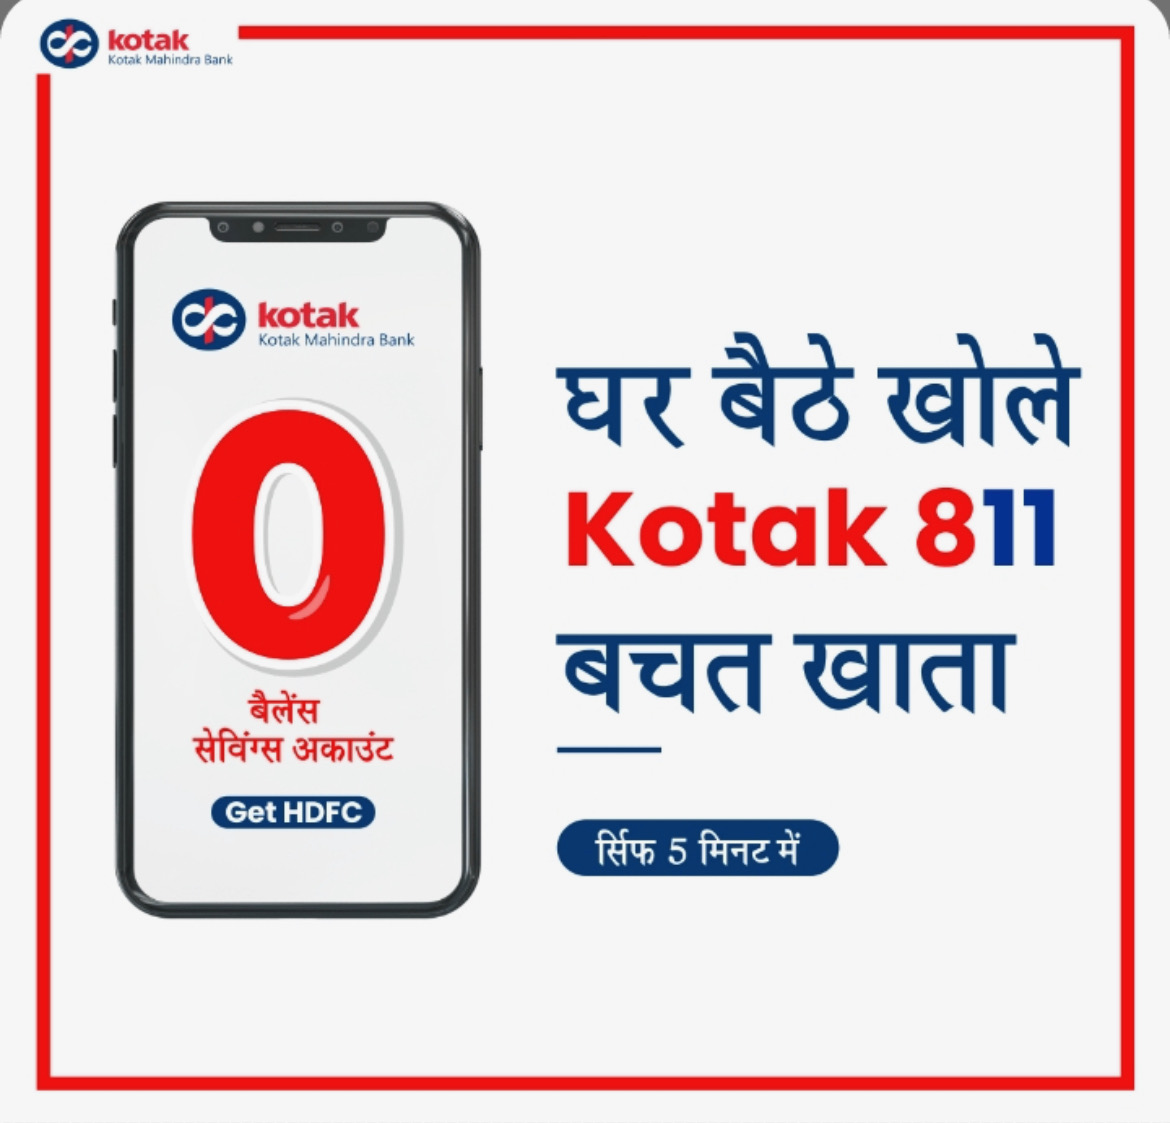 kotak
Kotak Mahindra Bank
kotak
Kotak Mahindra Bank
0
बैलेंस
सेविंग्स अकाउंट
Get HDFC
घर बैठे खोले
Kotak 811
बचत खाता
र्सिफ 5 मिनट में